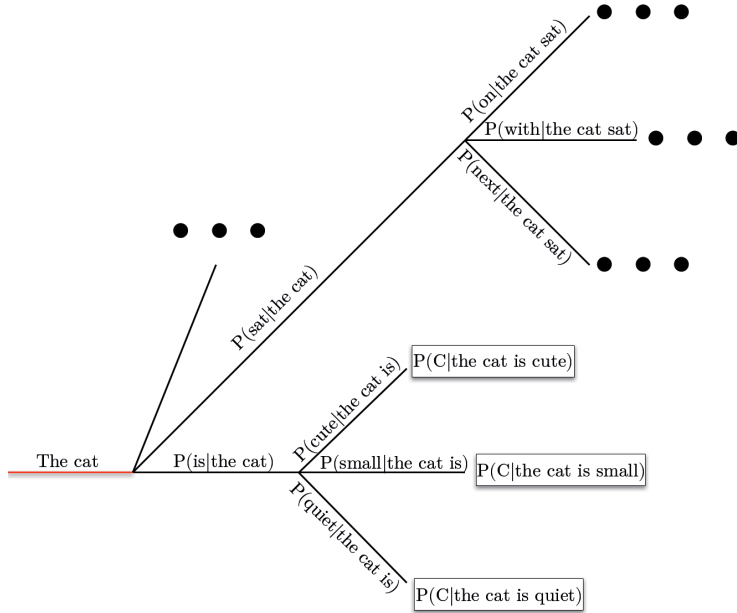 P(on|the cat sat)
P(with|the cat sat)
P(next|the cat sat)
P(sat|the cat)
P(cute|the cat is)
P(C|the cat is cute)
The cat
P(is|the cat)
P(small|the cat is)
P(C|the cat is small)
P(quiet|the cat is)
P(C|the cat is quiet)